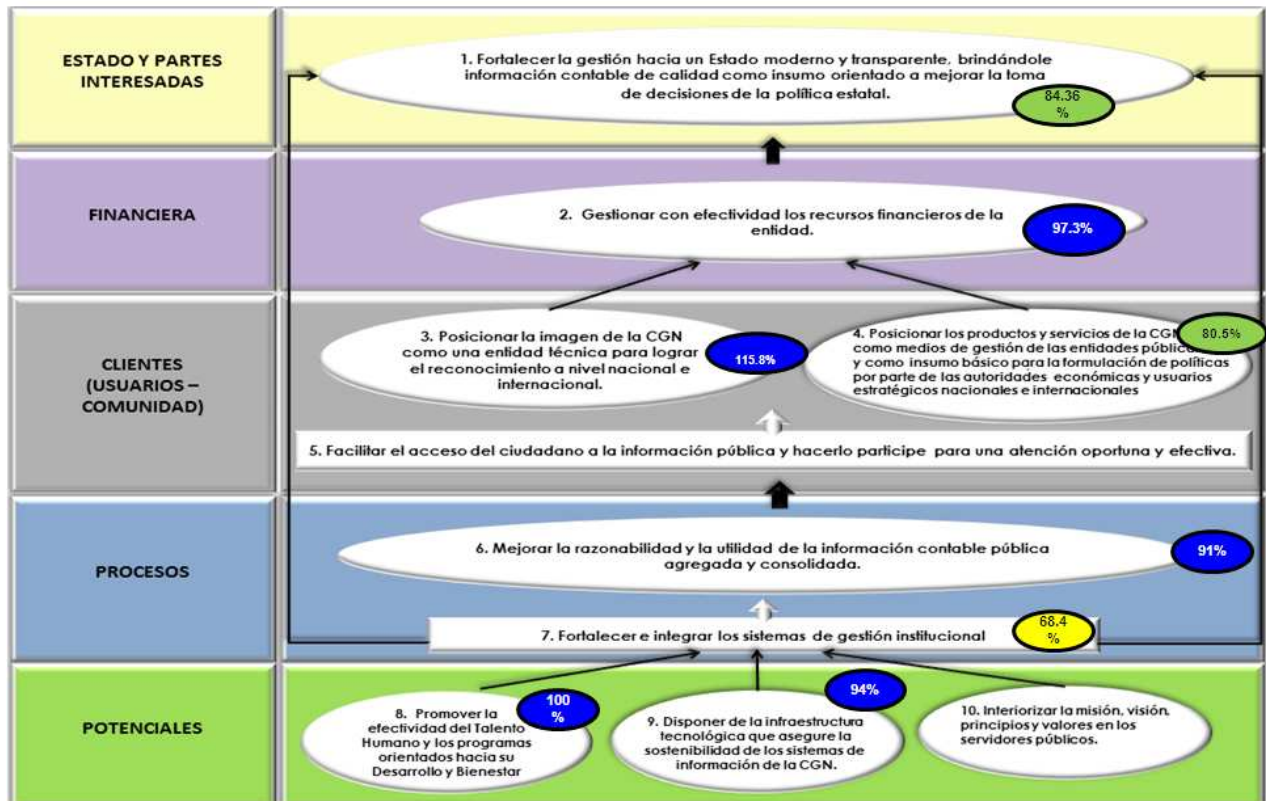 ESTADO Y PARTES
INTERESADAS
1. Fortalecer la gestión hacia un Estado moderno y transparente, brindándole
información contable de calidad como insumo orientado a mejorar la toma
de decisiones de la política estatal.
84.36
%
FINANCIERA
2. Gestionar con efectividad los recursos financieros de la
entidad.
97.3%
CLIENTES
(USUARIOS –
COMUNIDAD)
3. Posicionar la imagen de la CGN
como una entidad técnica para lograr
el reconocimiento a nivel nacional e
internacional.
115.8%
4. Posicionar los productos y servicios de la CGN
como medios de gestión de las entidades públic
y como insumo básico para la formulación de políticas
por parte de las autoridades económicas y usuarios
estratégicos nacionales e internacionales
80.5%
5. Facilitar el acceso del ciudadano a la información pública y hacerlo participe para una atención oportuna y efectiva.
PROCESOS
6. Mejorar la razonabilidad y la utilidad de la información contable pública
agregada y consolidada.
91%
7. Fortalecer e integrar los sistemas de gestión institucional
68.4
%
POTENCIALES
8. Promover la
efectividad del Talento
Humano y los programas
orientados hacia su
Desarrollo y Bienestar
100
%
9. Disponer de la infraestructura
tecnológica que asegure la
sostenibilidad de los sistemas de
información de la CGN.
94%
10. Interiorizar la misión, visión,
principios y valores en los
servidores públicos.